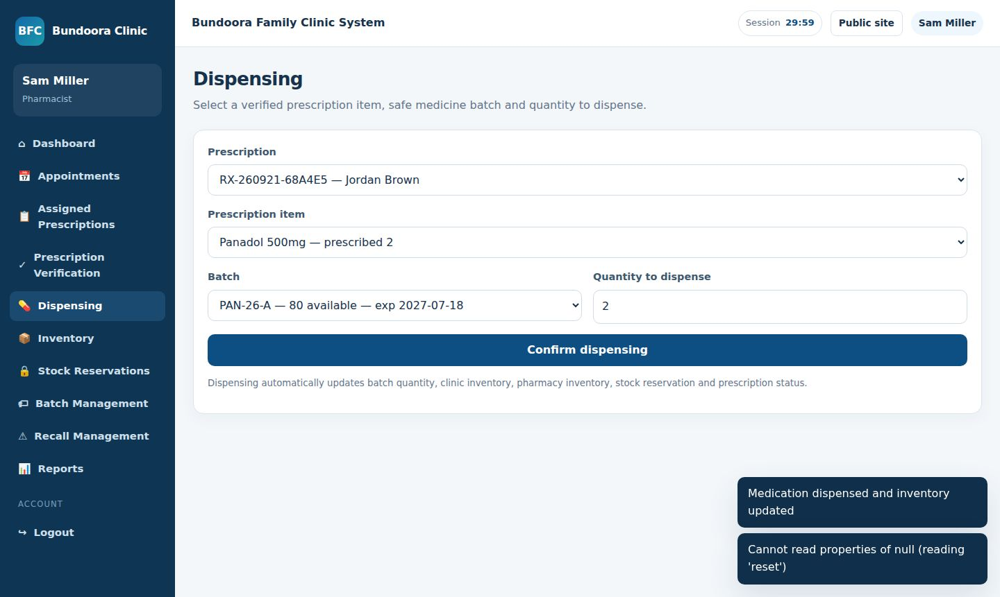 BFC Bundoora Clinic
Sam Miller
Pharmacist
Dashboard
Appointments
Assigned
Prescriptions
Prescription
Verification
Dispensing
Inventory
Stock Reservations
Batch Management
Recall Management
Reports
ACCOUNT
Logout
Bundoora Family Clinic System
Session 29:59
Public site
Sam Miller
Dispensing
Select a verified prescription item, safe medicine batch and quantity to dispense.
Prescription
RX-260921-68A4E5 — Jordan Brown
Prescription item
Panadol 500mg — prescribed 2
Batch
Quantity to dispense
PAN-26-A — 80 available — exp 2027-07-18
2
Confirm dispensing
Dispensing automatically updates batch quantity, clinic inventory, pharmacy inventory, stock reservation and prescription status.
Medication dispensed and inventory
updated
Cannot read properties of null (reading
'reset')